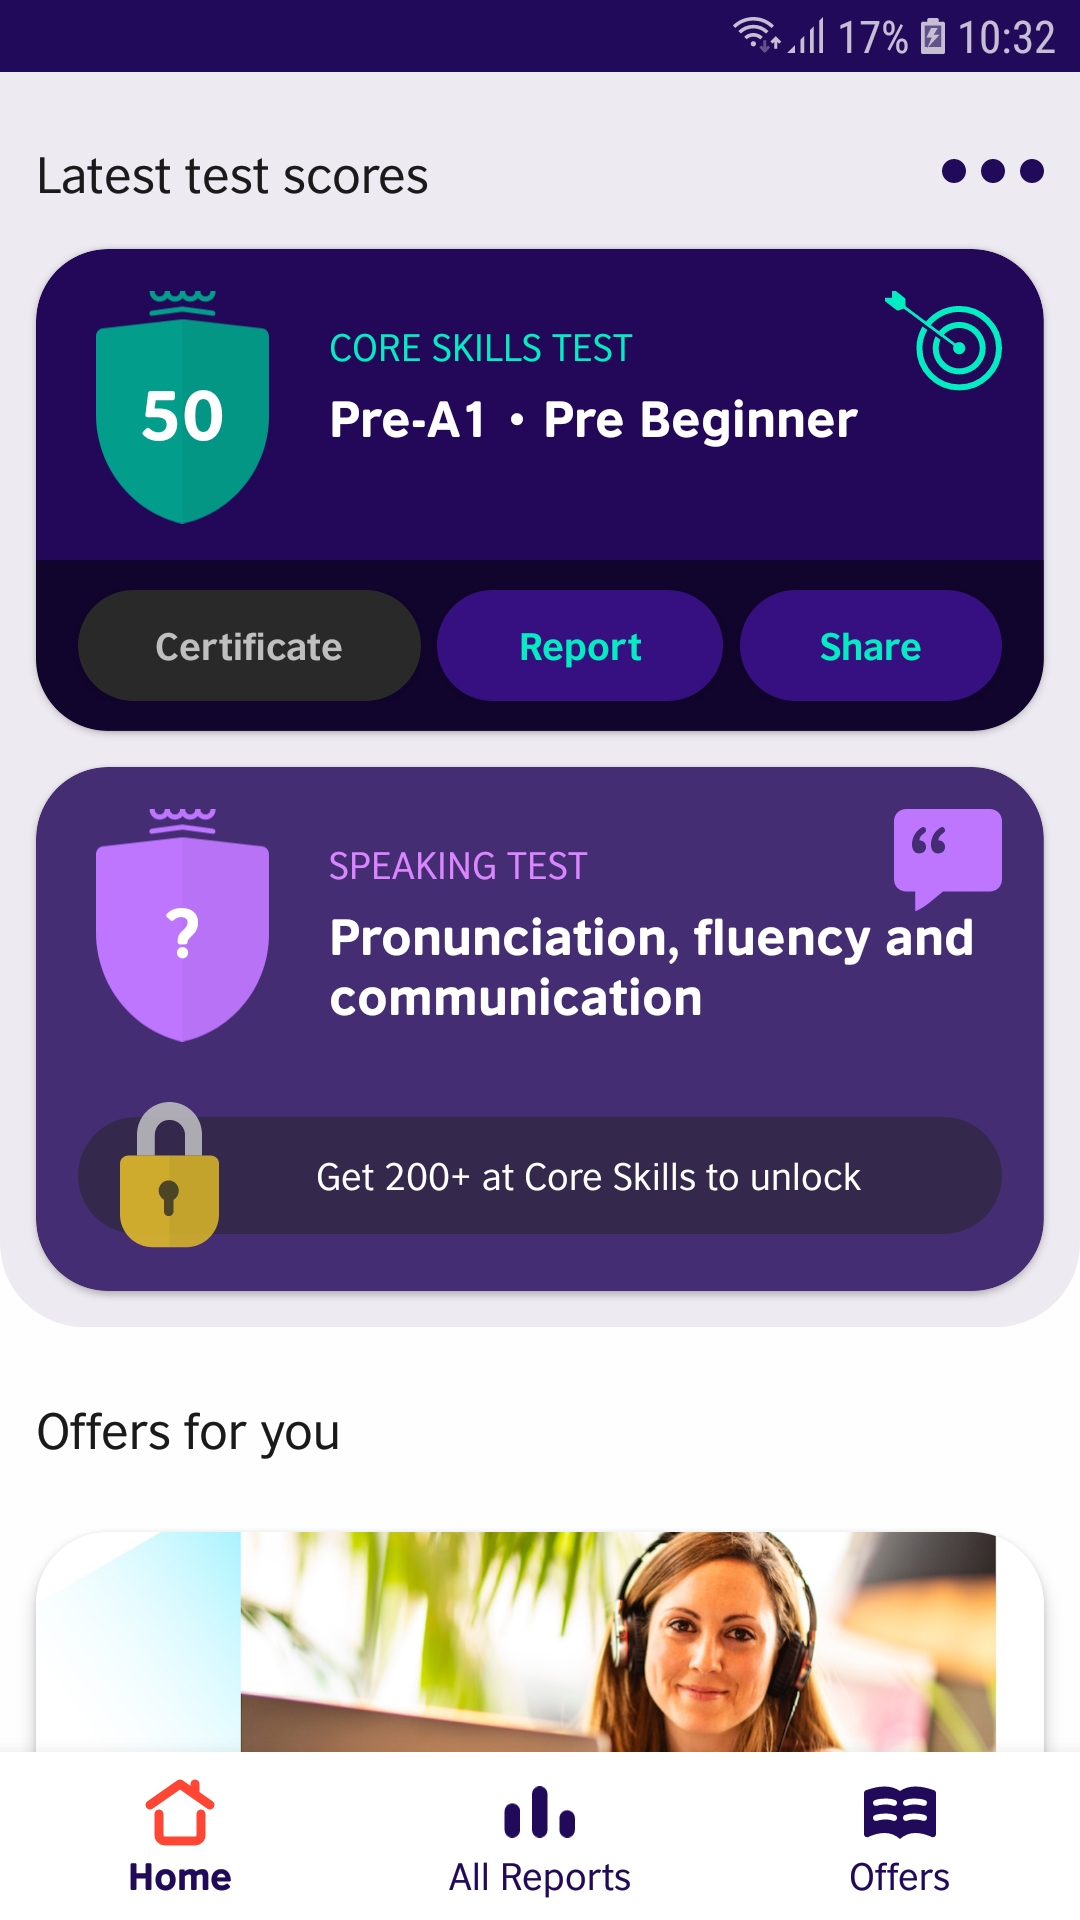 17% 10:32
Latest test scores
50
CORE SKILLS TEST
Pre-A1 • Pre Beginner
Certificate
Report
Share
?
SPEAKING TEST
“
Pronunciation, fluency and
communication
Get 200+ at Core Skills to unlock
Offers for you
Home
All Reports
Offers